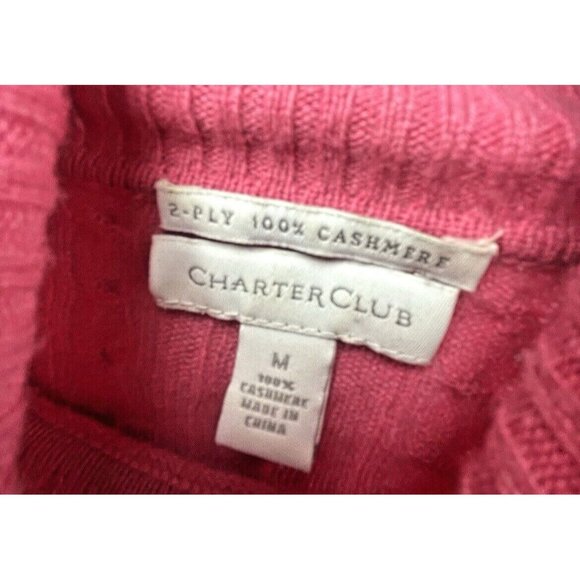 2-PLY 100% CASHMERE
CHARTER CLUB
M
100%
CASHMERE
MADE IN
CHINA